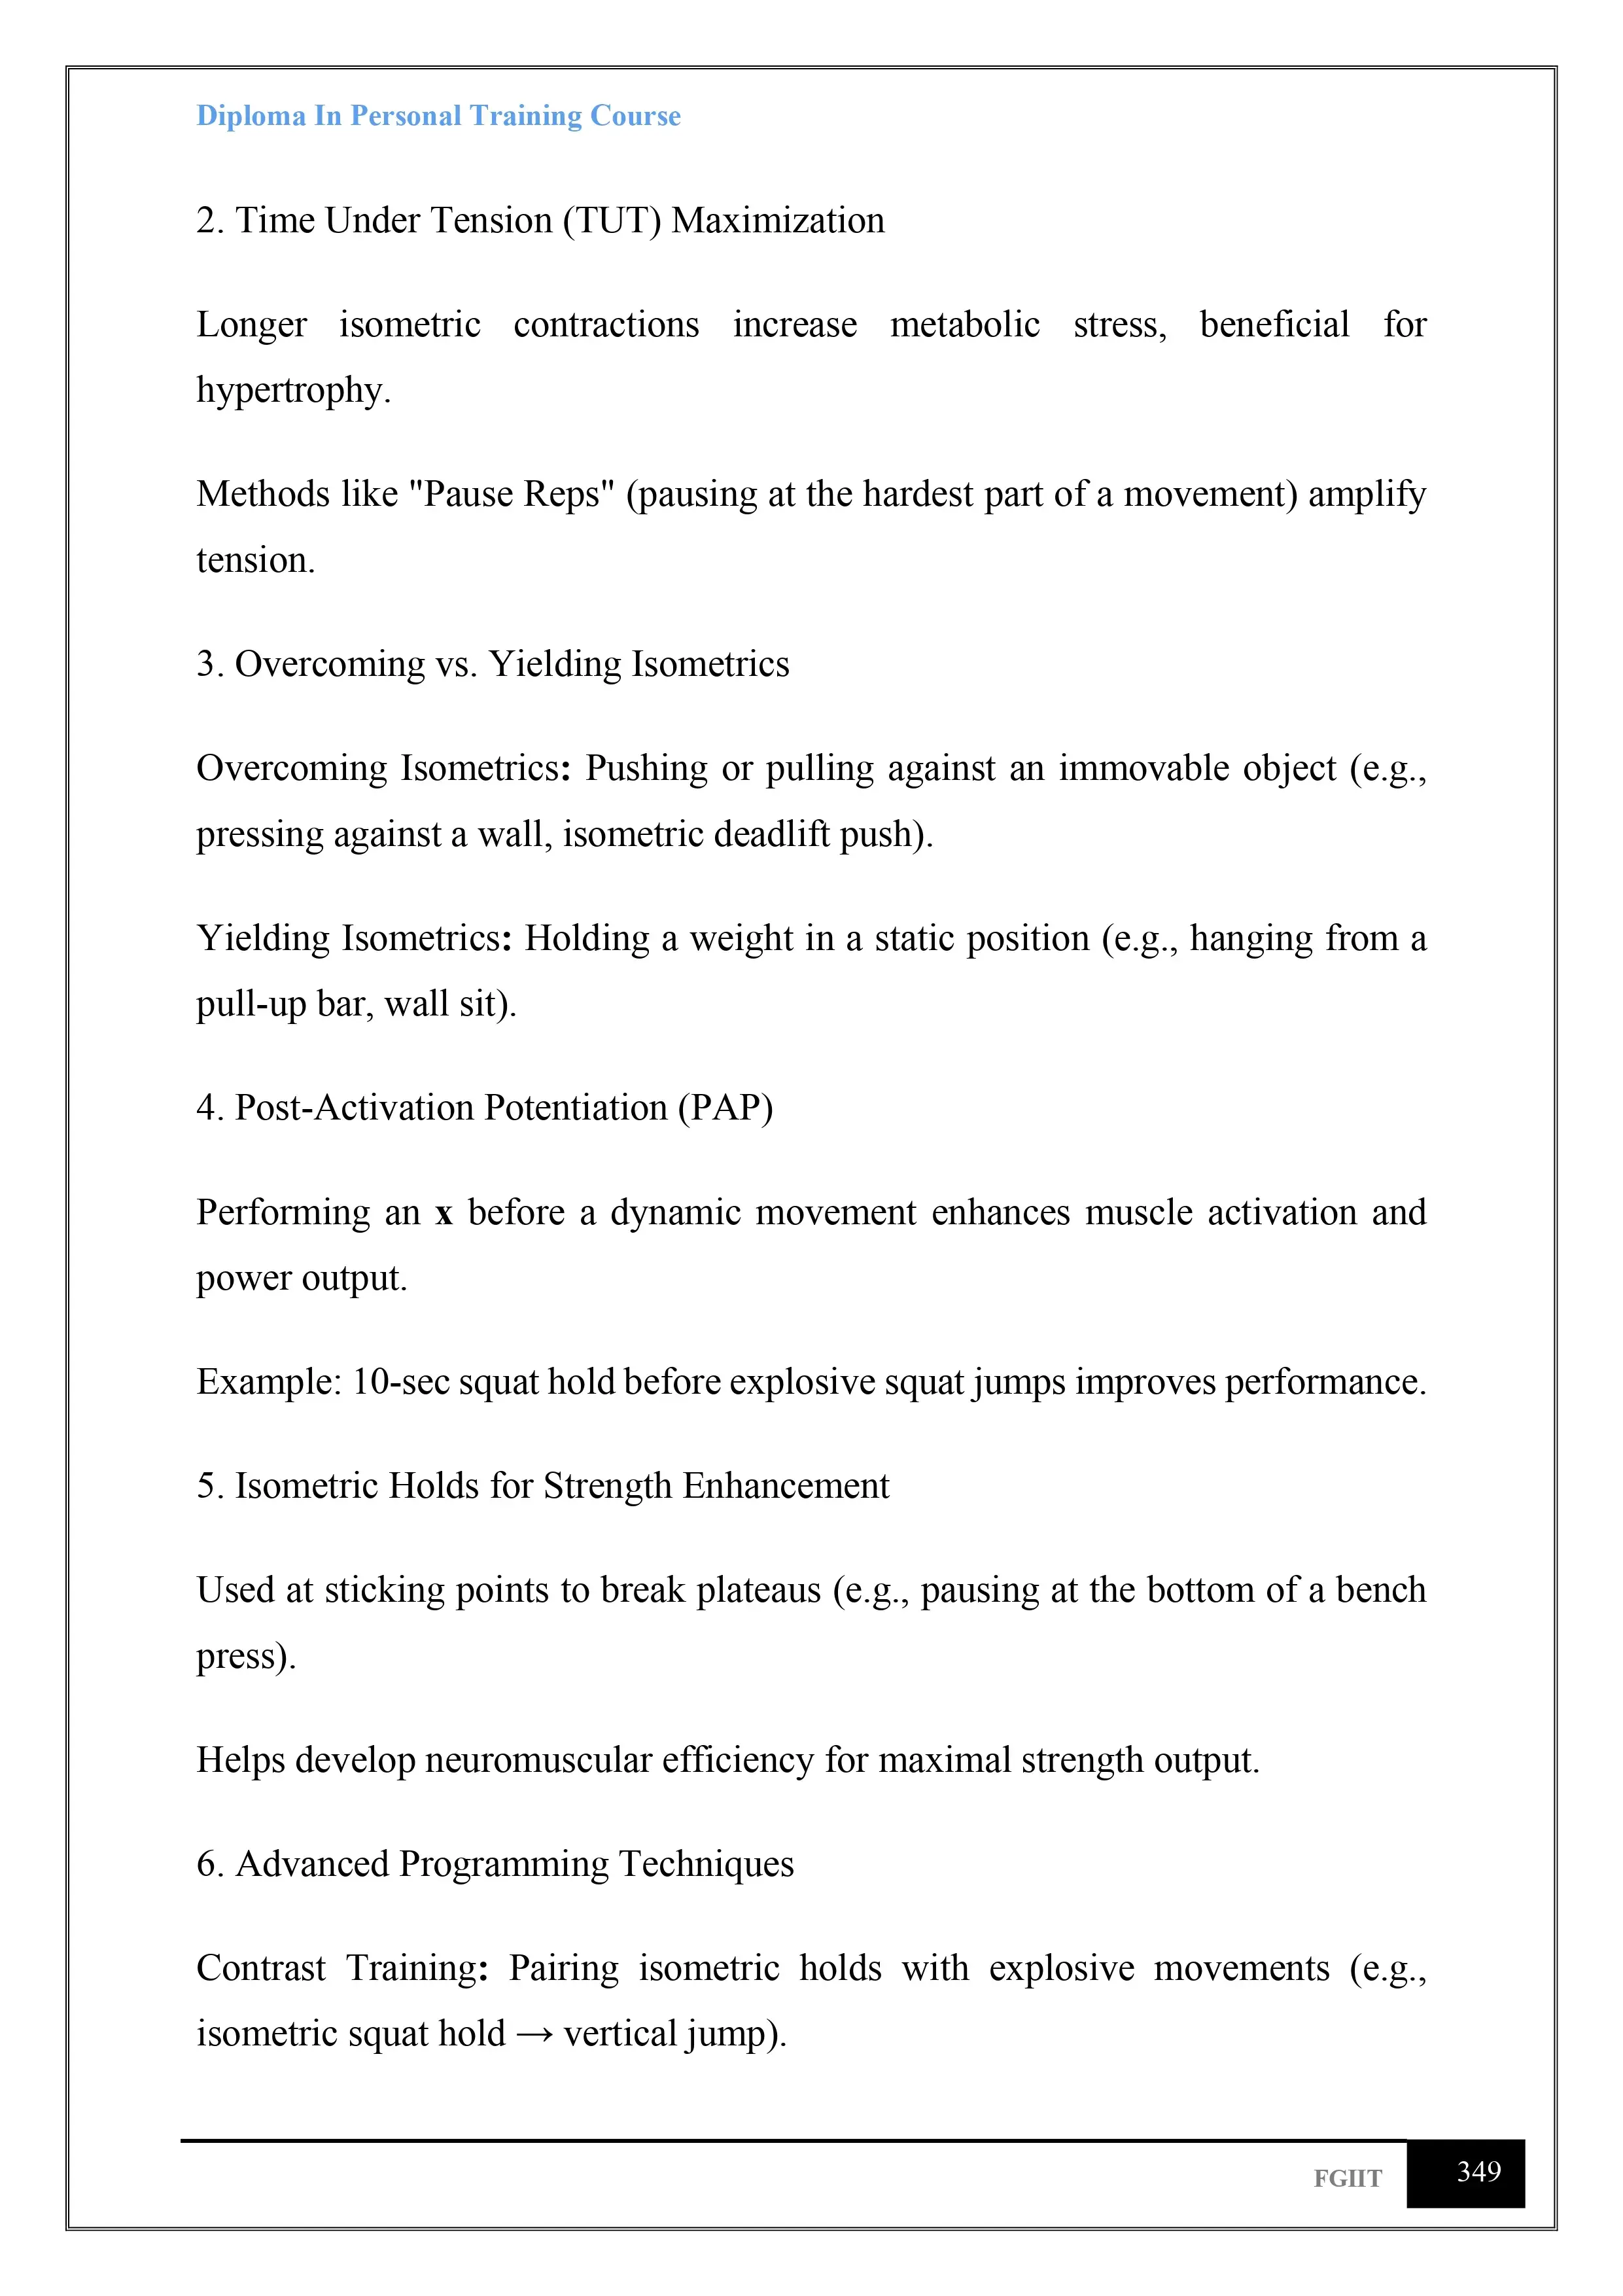 Diploma In Personal Training Course
2. Time Under Tension (TUT) Maximization
Longer isometric contractions increase metabolic stress, beneficial for
hypertrophy.
Methods like "Pause Reps" (pausing at the hardest part of a movement) amplify
tension.
3. Overcoming vs. Yielding Isometrics
Overcoming Isometrics: Pushing or pulling against an immovable object (e.g.,
pressing against a wall, isometric deadlift push).
Yielding Isometrics: Holding a weight in a static position (e.g., hanging from a
pull-up bar, wall sit).
4. Post-Activation Potentiation (PAP)
Performing an x before a dynamic movement enhances muscle activation and
power output.
Example: 10-sec squat hold before explosive squat jumps improves performance.
5. Isometric Holds for Strength Enhancement
Used at sticking points to break plateaus (e.g., pausing at the bottom of a bench
press).
Helps develop neuromuscular efficiency for maximal strength output.
6. Advanced Programming Techniques
Contrast Training: Pairing isometric holds with explosive movements (e.g.,
isometric squat hold → vertical jump).
FGIIT 349